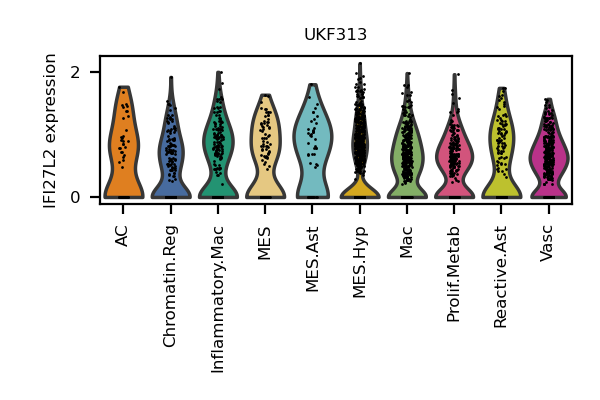 UKF313
IFI27L2 expression
2
0
AC
Chromatin.Reg
Inflammatory.Mac
MES
MES.Ast
MES.Hyp
Mac
Prolif.Metab
Reactive.Ast
Vasc